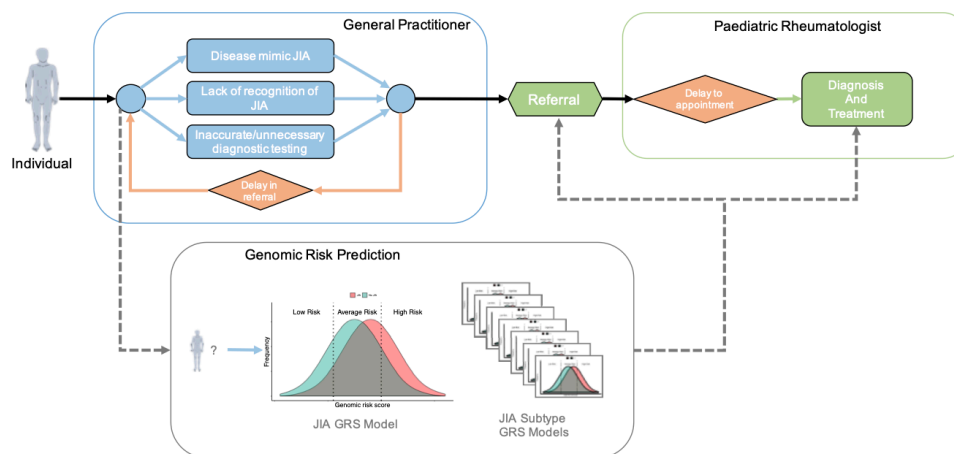 General Practitioner
Paediatric Rheumatologist
Disease mimic JIA
Lack of recognition of
JIA
Inaccurate/unnecessary
diagnostic testing
Delay in
referral
Individual
Referral
Delay to
appointment
Diagnosis
And
Treatment
Genomic Risk Prediction
Low Risk
Average Risk
High Risk
?
Frequency
Genomic risk score
JIA GRS Model
JIA Subtype
GRS Models